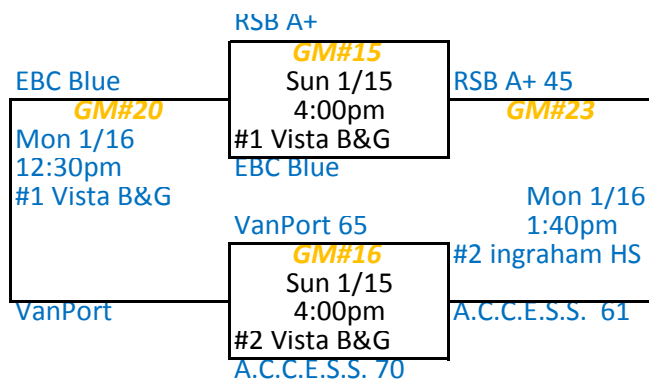 RSB A+
GM#15
EBC Blue
Sun 1/15
RSB A+ 45
GM#20
4:00pm
GM#23
Mon 1/16
#1 Vista B&G
12:30pm
EBC Blue
#1 Vista B&G
Mon 1/16
VanPort 65
1:40pm
GM#16
#2 ingraham HS
Sun 1/15
VanPort
4:00pm
A.C.C.E.S.S.  61
#2 Vista B&G
A.C.C.E.S.S. 70